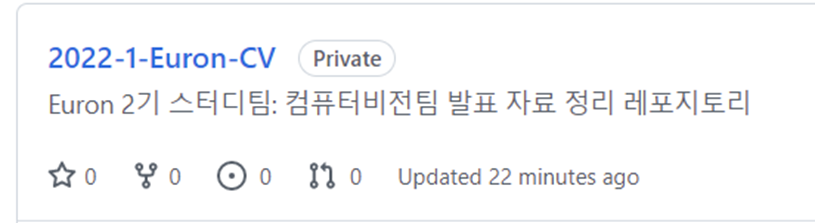 2022-1-Euron-CV Private
Euron 2기 스터디팀: 컴퓨터비전팀 발표 자료 정리 레포지토리
0 0 0 0 Updated 22 minutes ago